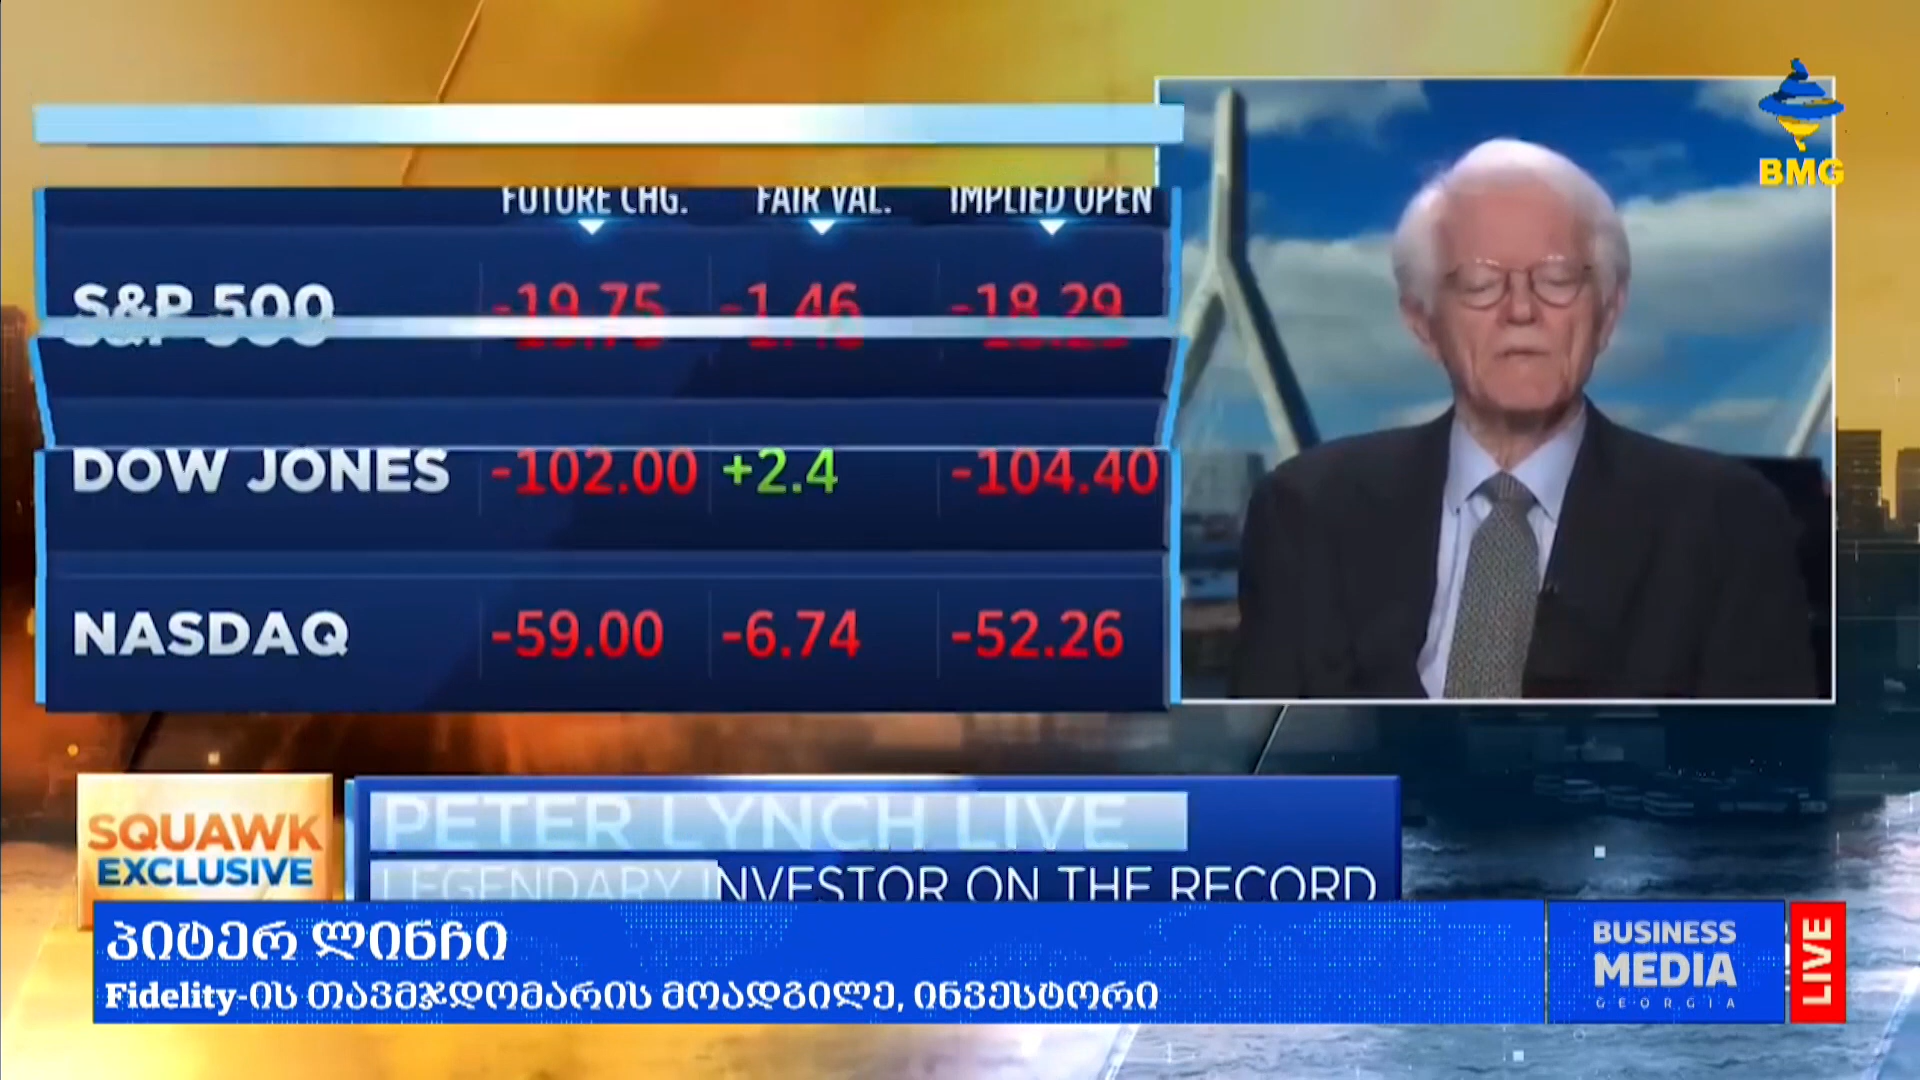 BMG
FUTURE CHG. FAIR VAL. IMPLIED OPEN
S&P 500 -19.75 -1.46 -18.29
DOW JONES -102.00 +2.4 -104.40
NASDAQ -59.00 -6.74 -52.26
SQUAWK
EXCLUSIVE
PETER LYNCH LIVE
LEGENDARY INVESTOR ON THE RECORD
პიტერ ლინჩი
Fidelity-ის თავმჯდომარის მოადგილე, ინვესტორი
BUSINESS
MEDIA
GEORGIA
LIVE